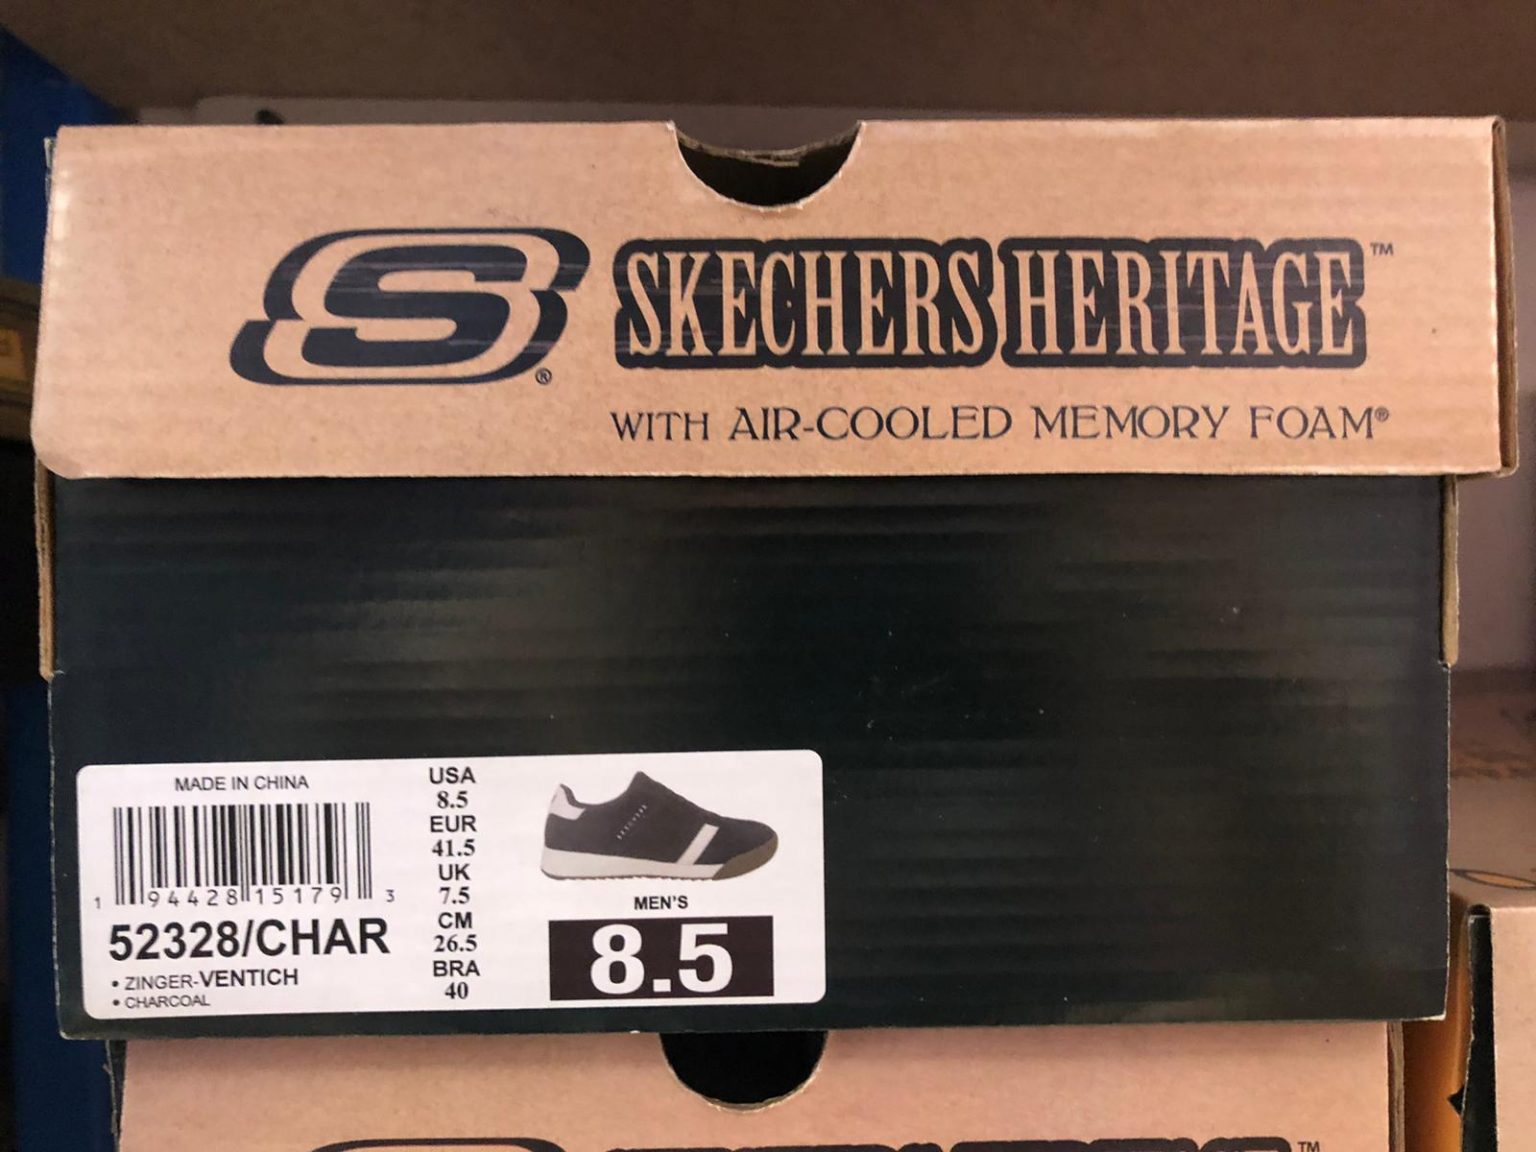 S®
SKECHERS HERITAGE™
WITH AIR-COOLED MEMORY FOAM®
MADE IN CHINA
1 94428 15179 3
52328/CHAR
• ZINGER-VENTICH
• CHARCOAL
USA
8.5
EUR
41.5
UK
7.5
CM
26.5
BRA
40
SKECHERS
MEN'S
8.5
TM